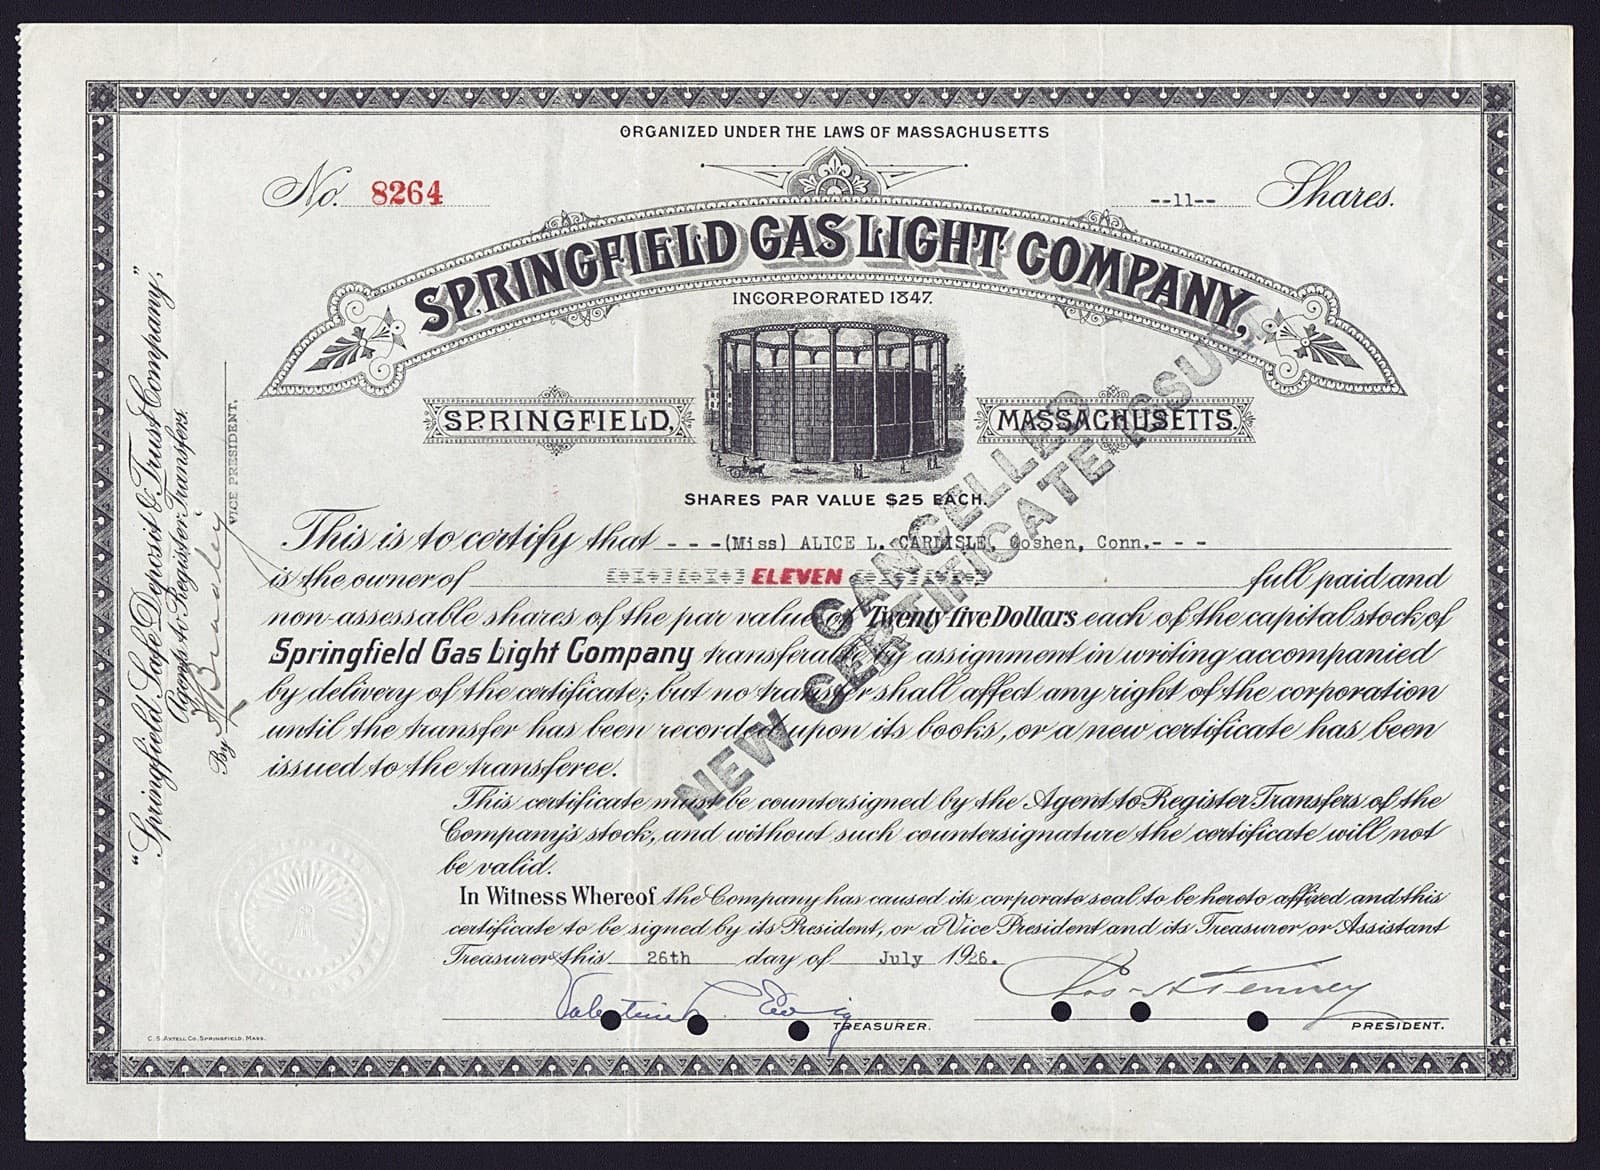 ORGANIZED UNDER THE LAWS OF MASSACHUSETTS
No. 8264
--11-- Shares.
SPRINGFIELD GAS LIGHT COMPANY,
INCORPORATED 1847.
SPRINGFIELD, MASSACHUSETTS.
SHARES PAR VALUE $25 EACH.
This is to certify that - - -(Miss) ALICE L. CARLISLE, Goshen, Conn.- - -
is the owner of ELEVEN full paid and
non-assessable shares of the par value of Twenty-five Dollars each of the capital stock of
Springfield Gas Light Company transferable by assignment in writing accompanied
by delivery of the certificate; but no transfer shall affect any right of the corporation
until the transfer has been recorded upon its books, or a new certificate has been
issued to the transferee.
This certificate must be countersigned by the Agent to Register Transfers of the
Company's stock, and without such countersignature the certificate will not
be valid.
In Witness Whereof the Company has caused its corporate seal to be hereto affixed and this
certificate to be signed by its President, or a Vice President and its Treasurer or Assistant
Treasurer this 26th day of July 1926.
TREASURER.
Chas H Tenney
PRESIDENT.
C. S. AXTELL CO. SPRINGFIELD, MASS.
"Springfield Safe Deposit & Trust Company,"
Agents to Register Transfers.
By Bradley
VICE PRESIDENT.
CANCELLED
NEW CERTIFICATE ISSUED